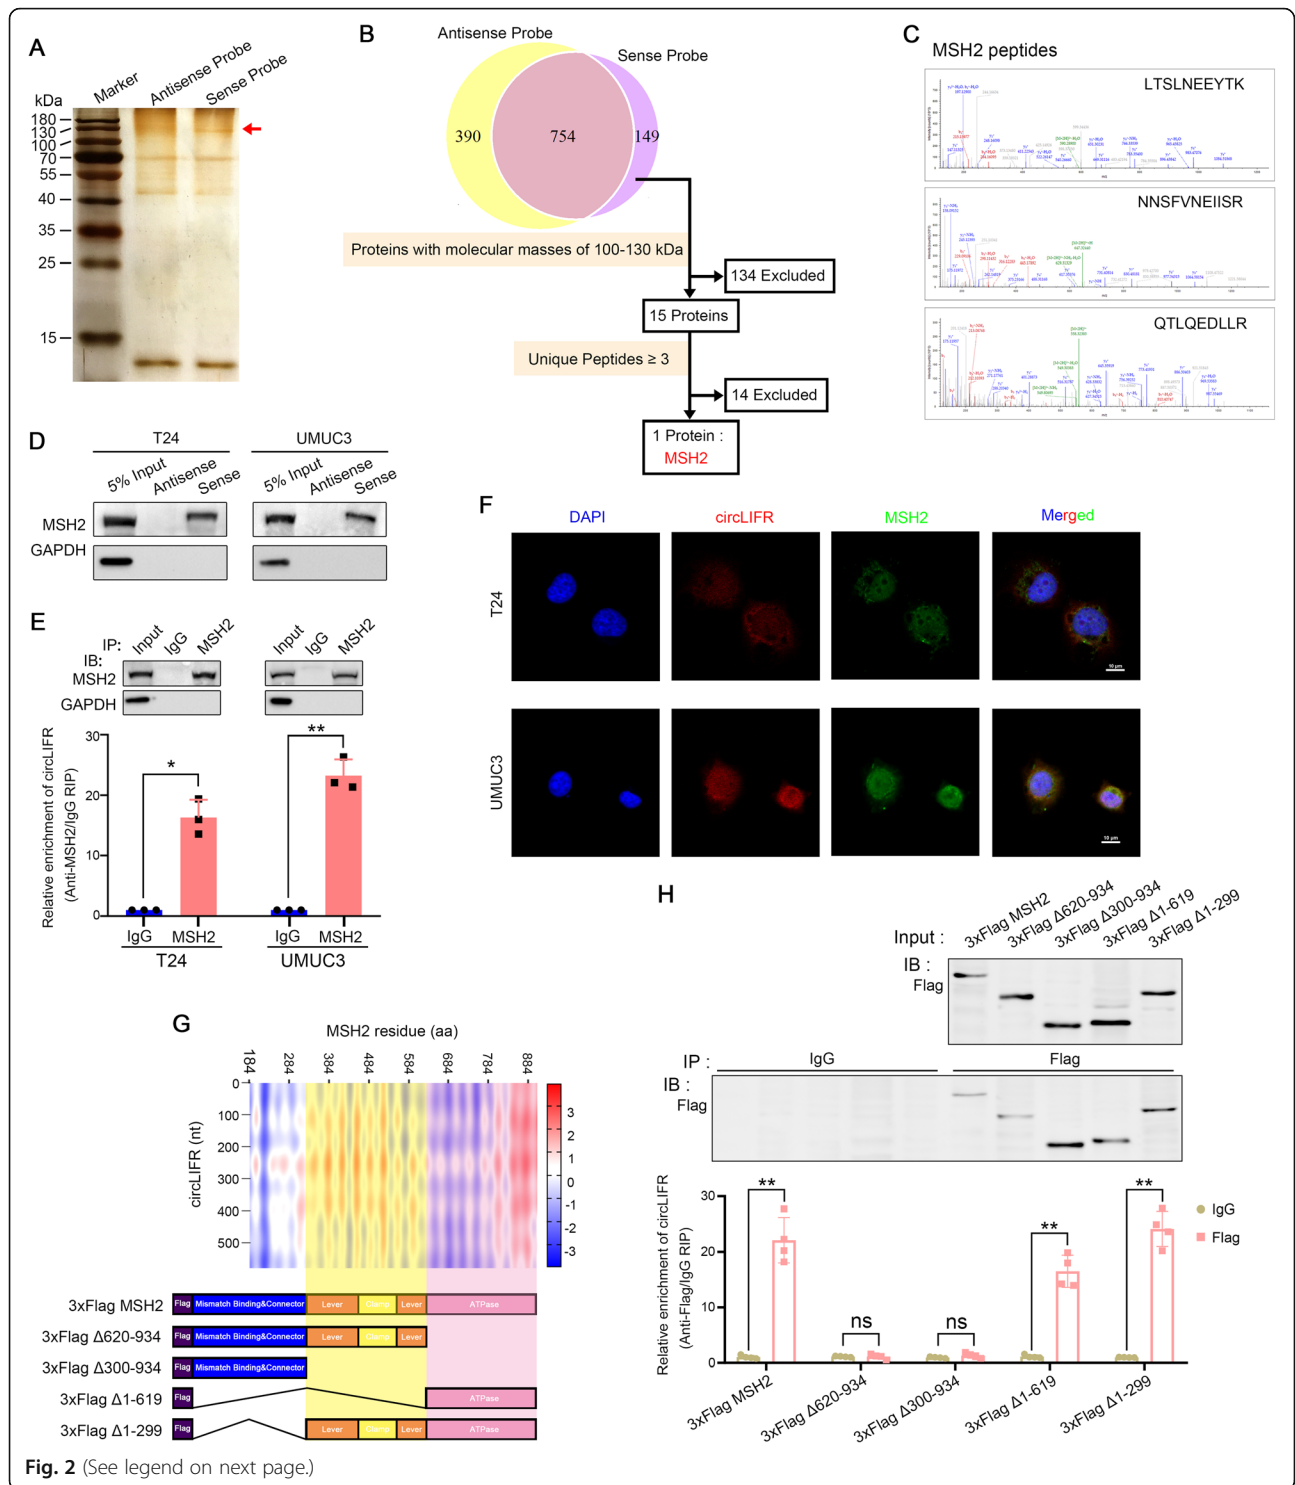 A
Marker
Antisense Probe
Sense Probe
kDa
180
130
100
70
55
40
35
25
15
B
Antisense Probe
Sense Probe
390
754
149
Proteins with molecular masses of 100-130 kDa
134 Excluded
15 Proteins
Unique Peptides ≥ 3
14 Excluded
1 Protein :
MSH2
C
MSH2 peptides
LTSLNEEYTK
NNSFVNEIISR
QTLQEDLLR
D
T24
UMUC3
5% Input
Antisense
Sense
5% Input
Antisense
Sense
MSH2
GAPDH
E
IP:
Input
IgG
MSH2
Input
IgG
MSH2
IB:
MSH2
GAPDH
Relative enrichment of circLIFR
(Anti-MSH2/IgG RIP)
30
20
10
0
*
**
IgG
MSH2
IgG
MSH2
T24
UMUC3
F
DAPI
circLIFR
MSH2
Merged
T24
10 μm
UMUC3
10 μm
G
MSH2 residue (aa)
184
284
384
484
584
684
784
884
circLIFR (nt)
0
100
200
300
400
500
3
2
1
0
-1
-2
-3
3xFlag MSH2
Flag
Mismatch Binding&Connector
Lever
Clamp
Lever
ATPase
3xFlag Δ620-934
Flag
Mismatch Binding&Connector
Lever
Clamp
Lever
3xFlag Δ300-934
Flag
Mismatch Binding&Connector
3xFlag Δ1-619
Flag
ATPase
3xFlag Δ1-299
Flag
Lever
Clamp
Lever
ATPase
H
Input :
3xFlag MSH2
3xFlag Δ620-934
3xFlag Δ300-934
3xFlag Δ1-619
3xFlag Δ1-299
IB :
Flag
IP :
IgG
Flag
IB :
Flag
Relative enrichment of circLIFR
(Anti-Flag/IgG RIP)
30
20
10
0
**
ns
ns
**
**
IgG
Flag
3xFlag MSH2
3xFlag Δ620-934
3xFlag Δ300-934
3xFlag Δ1-619
3xFlag Δ1-299
Fig. 2 (See legend on next page.)